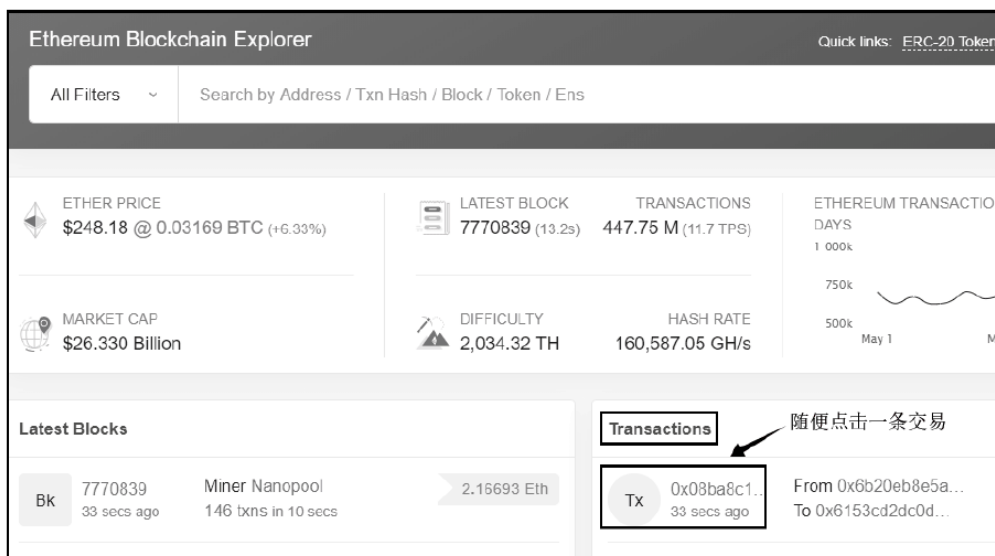 Ethereum Blockchain Explorer
Quick links: ERC-20 Token
All Filters
Search by Address / Txn Hash / Block / Token / Ens
ETHER PRICE
$248.18 @ 0.03169 BTC (+6.33%)
LATEST BLOCK
7770839 (13.2s)
TRANSACTIONS
447.75 M (11.7 TPS)
ETHEREUM TRANSACTIO
DAYS
1 000k
750k
500k
May 1
M
MARKET CAP
$26.330 Billion
DIFFICULTY
2,034.32 TH
HASH RATE
160,587.05 GH/s
Latest Blocks
Bk
7770839
33 secs ago
Miner Nanopool
146 txns in 10 secs
2.16693 Eth
Transactions
随便点击一条交易
Tx
0x08ba8c1...
33 secs ago
From 0x6b20eb8e5a...
To 0x6153cd2dc0d...